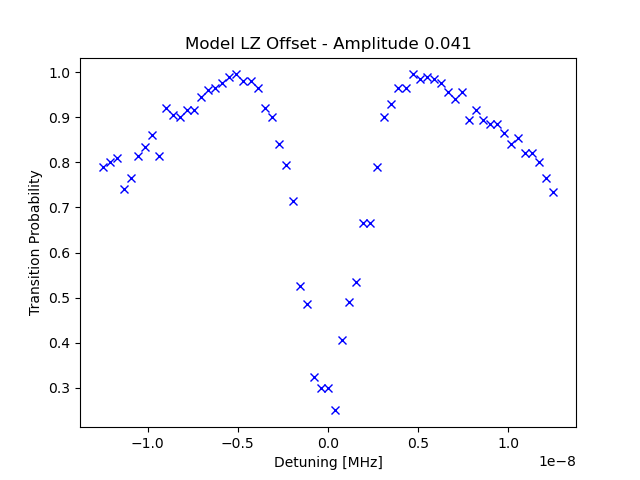 Model LZ Offset - Amplitude 0.041
1.0
0.9
0.8
0.7
0.6
0.5
0.4
0.3
Transition Probability
−1.0 −0.5 0.0 0.5 1.0
1e−8
Detuning [MHz]